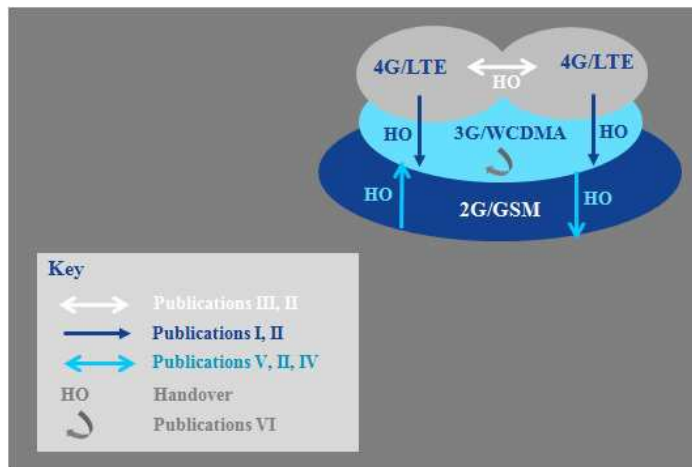 4G/LTE
4G/LTE
HO
HO
3G/WCDMA
HO
HO
HO
2G/GSM
Key
Publications III, II
Publications I, II
Publications V, II, IV
HO Handover
Publications VI